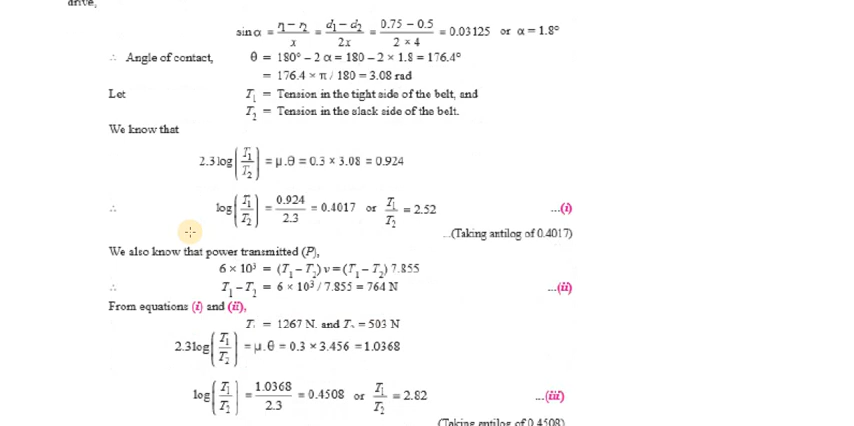 drive,
sin α = r₁ − r₂ / x = d₁ − d₂ / 2x = 0.75 − 0.5 / 2 × 4 = 0.03125 or α = 1.8°
∴ Angle of contact, θ = 180° − 2 α = 180 − 2 × 1.8 = 176.4°
= 176.4 × π / 180 = 3.08 rad
Let T₁ = Tension in the tight side of the belt, and
T₂ = Tension in the slack side of the belt.
We know that
2.3 log (T₁ / T₂) = μ.θ = 0.3 × 3.08 = 0.924
∴ log (T₁ / T₂) = 0.924 / 2.3 = 0.4017 or T₁ / T₂ = 2.52 ...(i)
...(Taking antilog of 0.4017)
We also know that power transmitted (P),
6 × 10³ = (T₁ − T₂) v = (T₁ − T₂) 7.855
∴ T₁ − T₂ = 6 × 10³ / 7.855 = 764 N ...(ii)
From equations (i) and (ii),
T₁ = 1267 N, and T₂ = 503 N
2.3 log (T₁ / T₂) = μ.θ = 0.3 × 3.456 = 1.0368
log (T₁ / T₂) = 1.0368 / 2.3 = 0.4508 or T₁ / T₂ = 2.82 ...(iii)
(Taking antilog of 0.4508)